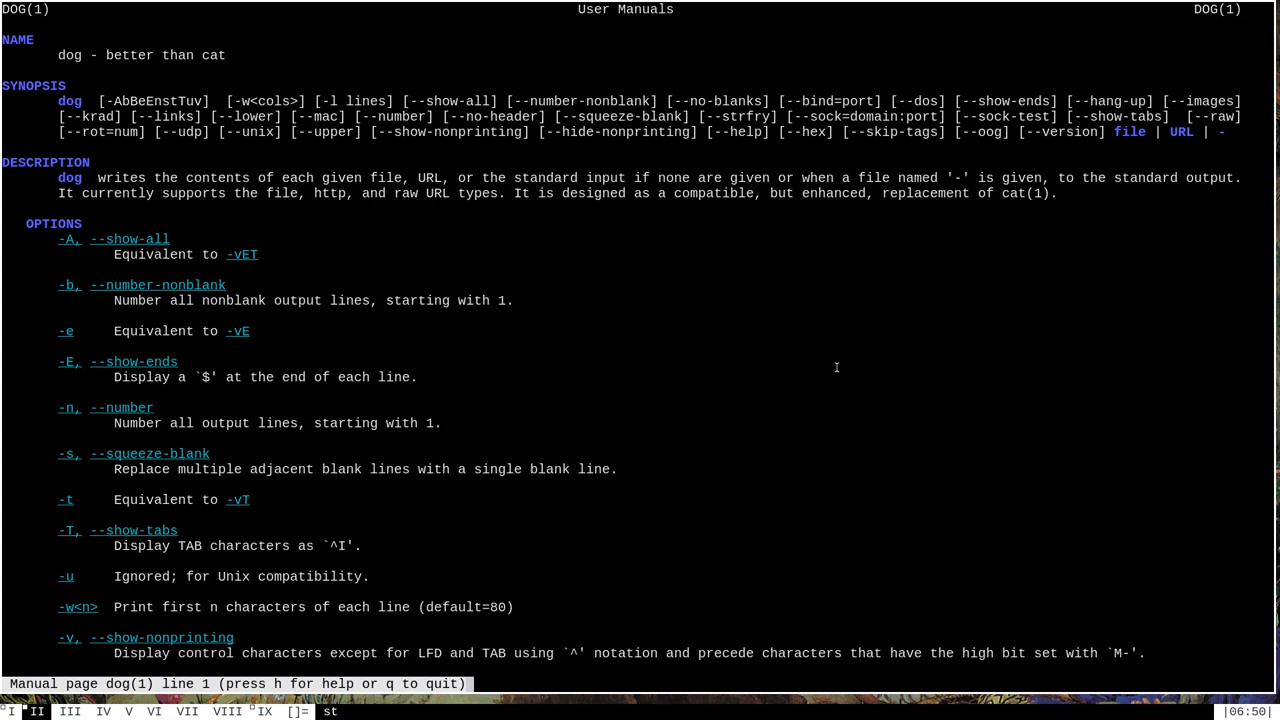 DOG(1) User Manuals DOG(1)
NAME
dog - better than cat
SYNOPSIS
dog [-AbBeEnstTuv] [-w<cols>] [-l lines] [--show-all] [--number-nonblank] [--no-blanks] [--bind=port] [--dos] [--show-ends] [--hang-up] [--images]
[--krad] [--links] [--lower] [--mac] [--number] [--no-header] [--squeeze-blank] [--strfry] [--sock=domain:port] [--sock-test] [--show-tabs] [--raw]
[--rot=num] [--udp] [--unix] [--upper] [--show-nonprinting] [--hide-nonprinting] [--help] [--hex] [--skip-tags] [--oog] [--version] file | URL | -
DESCRIPTION
dog writes the contents of each given file, URL, or the standard input if none are given or when a file named '-' is given, to the standard output.
It currently supports the file, http, and raw URL types. It is designed as a compatible, but enhanced, replacement of cat(1).
OPTIONS
-A, --show-all
Equivalent to -vET
-b, --number-nonblank
Number all nonblank output lines, starting with 1.
-e Equivalent to -vE
-E, --show-ends
Display a `$' at the end of each line.
-n, --number
Number all output lines, starting with 1.
-s, --squeeze-blank
Replace multiple adjacent blank lines with a single blank line.
-t Equivalent to -vT
-T, --show-tabs
Display TAB characters as `^I'.
-u Ignored; for Unix compatibility.
-w<n> Print first n characters of each line (default=80)
-v, --show-nonprinting
Display control characters except for LFD and TAB using `^' notation and precede characters that have the high bit set with `M-'.
Manual page dog(1) line 1 (press h for help or q to quit)
I II III IV V VI VII VIII IX []= st |06:50|